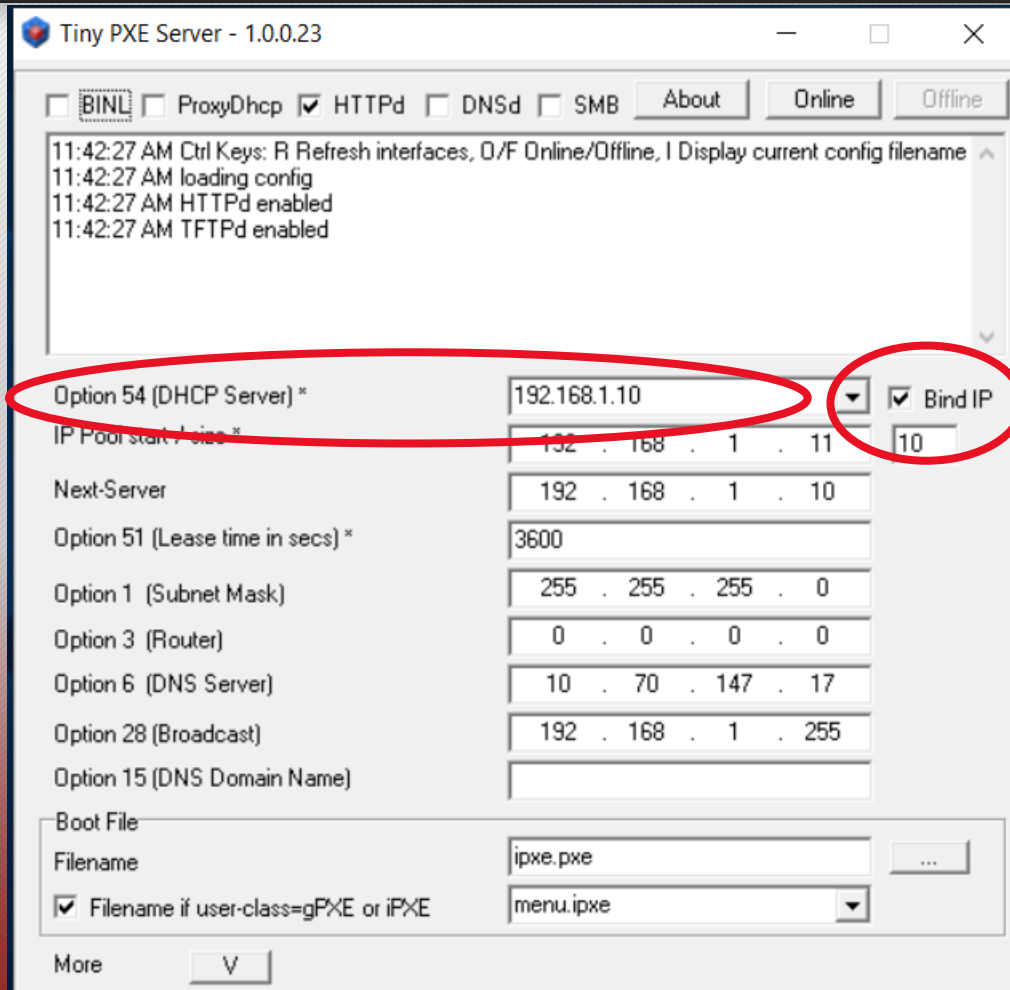 Tiny PXE Server - 1.0.0.23
BINL ProxyDhcp HTTPd DNSd SMB About Online Offline
11:42:27 AM Ctrl Keys: R Refresh interfaces, O/F Online/Offline, I Display current config filename
11:42:27 AM loading config
11:42:27 AM HTTPd enabled
11:42:27 AM TFTPd enabled
Option 54 (DHCP Server) * 192.168.1.10 Bind IP
IP Pool start / size * 192 . 168 . 1 . 11 10
Next-Server 192 . 168 . 1 . 10
Option 51 (Lease time in secs) * 3600
Option 1 (Subnet Mask) 255 . 255 . 255 . 0
Option 3 (Router) 0 . 0 . 0 . 0
Option 6 (DNS Server) 10 . 70 . 147 . 17
Option 28 (Broadcast) 192 . 168 . 1 . 255
Option 15 (DNS Domain Name)
Boot File
Filename ipxe.pxe ...
Filename if user-class=gPXE or iPXE menu.ipxe
More V